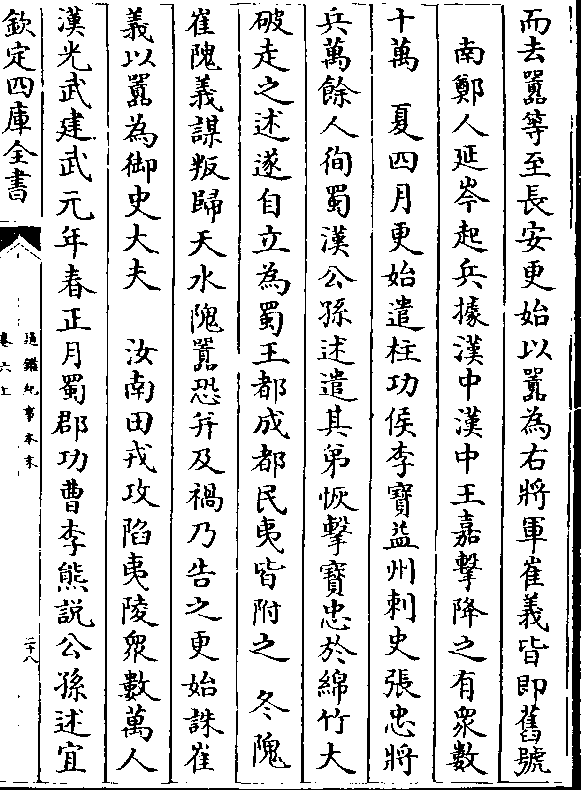 而去囂等至長安更始以囂為右將軍崔義皆即舊號
南鄭人延岑起兵據漢中漢中王嘉擊降之有衆數
十萬　夏四月更始遣柱功侯李寶益州刺史張忠將
兵萬餘人徇蜀漢公孫述遣其弟恢擊寶忠於綿竹大
破走之述遂自立為蜀王都成都民夷皆附之　冬隗
崔隗義謀叛歸天水隗囂恐并及禍乃告之更始誅崔
義以囂為御史大夫　汝南田戎攻陷夷陵衆數萬人
漢光武建武元年春正月蜀郡功曹李熊說公孫述宜
欽定四庫全書
通鑑紀事本末
卷六上
二十八